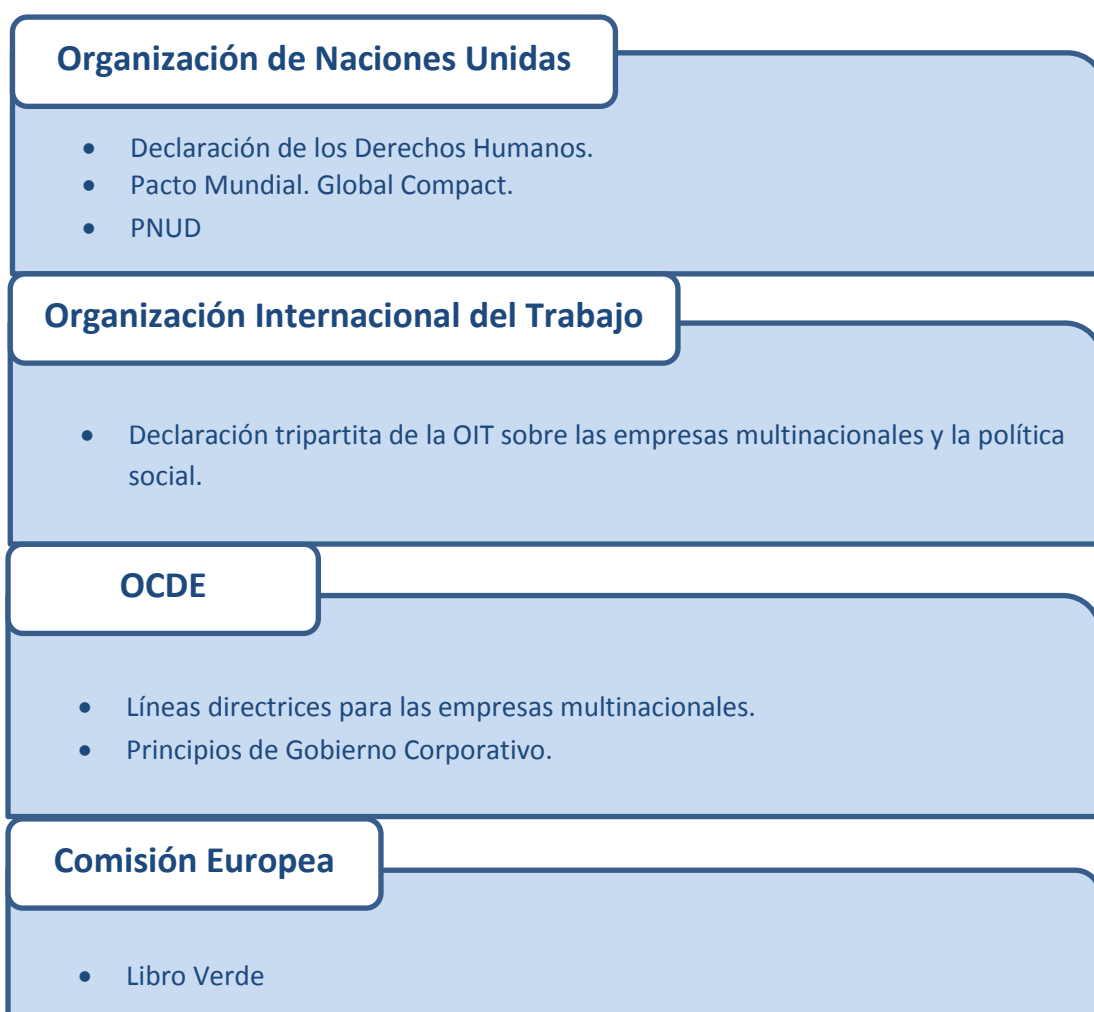 Organización de Naciones Unidas
• Declaración de los Derechos Humanos.
• Pacto Mundial. Global Compact.
• PNUD
Organización Internacional del Trabajo
• Declaración tripartita de la OIT sobre las empresas multinacionales y la política
social.
OCDE
• Líneas directrices para las empresas multinacionales.
• Principios de Gobierno Corporativo.
Comisión Europea
• Libro Verde